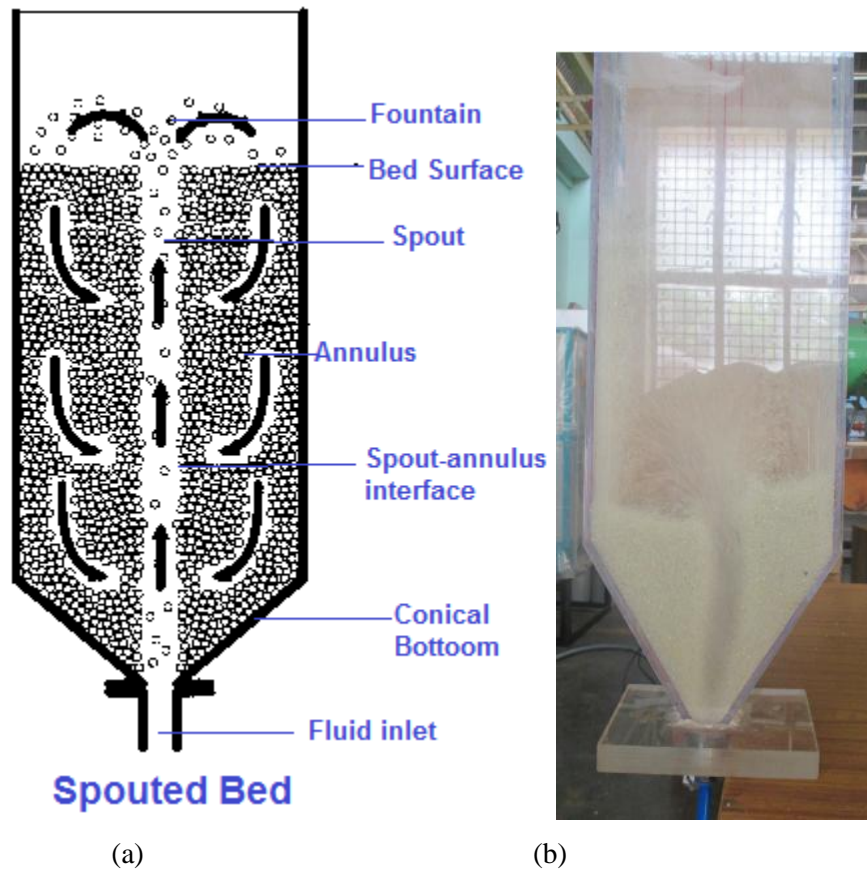 Fountain
Bed Surface
Spout
Annulus
Spout-annulus
interface
Conical
Bottoom
Fluid inlet
Spouted Bed
(a)
(b)